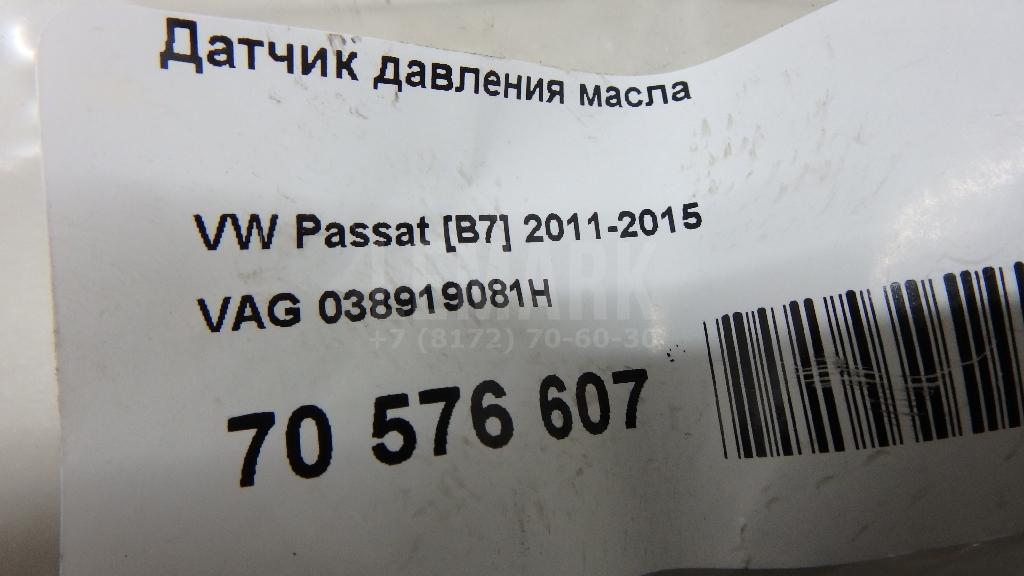 Датчик давления масла
VW Passat [B7] 2011-2015
VAG 038919081H
+7 (8172) 70-60-30
70 576 607